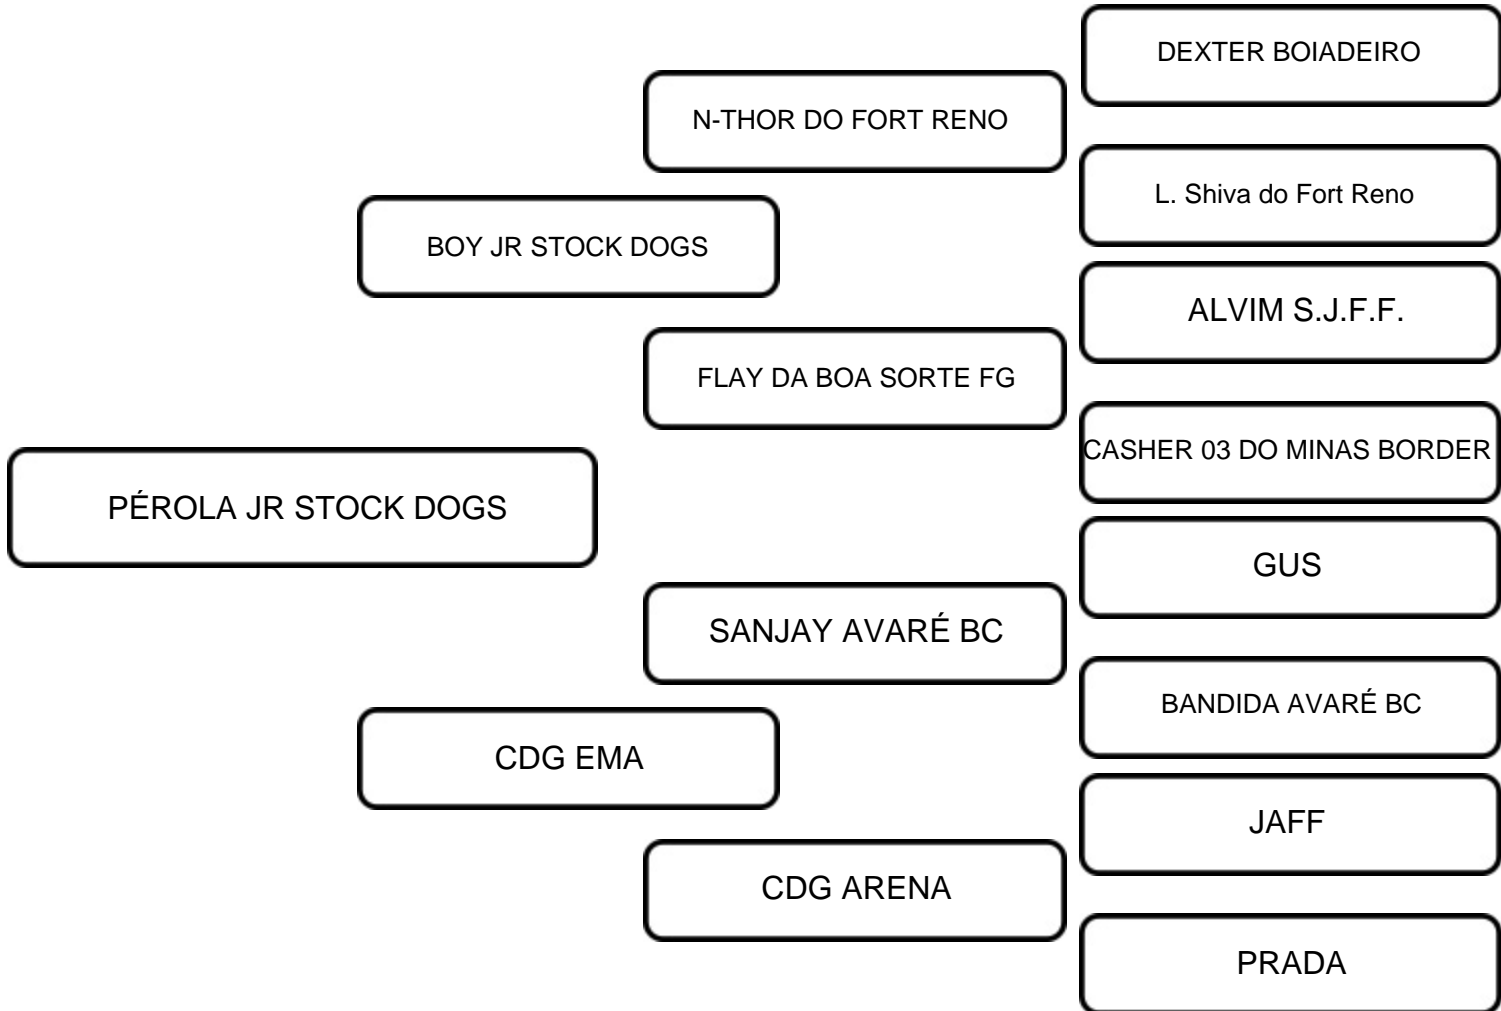 DEXTER BOIADEIRO
N-THOR DO FORT RENO
L. Shiva do Fort Reno
BOY JR STOCK DOGS
ALVIM S.J.F.F.
FLAY DA BOA SORTE FG
CASHER 03 DO MINAS BORDER
PÉROLA JR STOCK DOGS
GUS
SANJAY AVARÉ BC
BANDIDA AVARÉ BC
CDG EMA
JAFF
CDG ARENA
PRADA